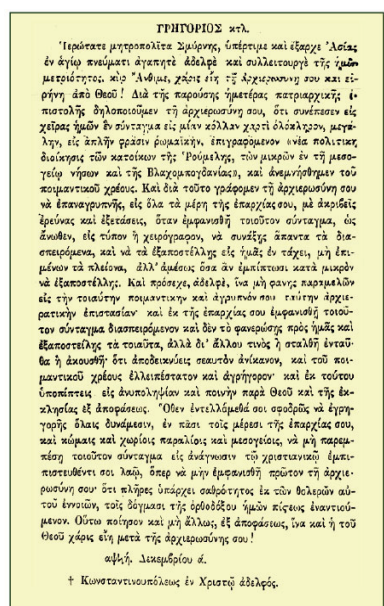 ΓΡΗΓΟΡΙΟΣ κτλ.
Ἱερώτατε μητροπολῖτα Σμύρνης, ὑπέρτιμε καὶ ἔξαρχε Ἀσίας
ἐν ἁγίῳ πνεύματι ἀγαπητὲ ἀδελφὲ καὶ συλλειτουργὲ τῆς ἡμῶν
μετριότητος, κὺρ Ἄνθιμε, χάρις εἴη τῇ ἀρχιερωσύνῃ σου καὶ εἰ-
ρήνη ἀπὸ Θεοῦ! Διὰ τῆς παρούσης ἡμετέρας πατριαρχικῆς ἐ-
πιστολῆς δηλοποιοῦμεν τῇ ἀρχιερωσύνῃ σου, ὅτι συνέπεσεν εἰς
χεῖρας ἡμῶν ἓν σύνταγμα εἰς μίαν κόλλαν χαρτὶ ὁλόκληρον, μεγά-
λην, εἰς ἁπλῆν φράσιν ῥωμαϊκήν, ἐπιγραφόμενον «νέα πολιτικὴ
διοίκησις τῶν κατοίκων τῆς Ῥούμελης, τῶν μικρῶν ἐν τῇ μεσο-
γείῳ νήσων καὶ τῆς Βλαχομπογδανίας», καὶ ἀνεμνήσθημεν τοῦ
ποιμαντικοῦ χρέους. Καὶ διὰ τοῦτο γράφομεν τῇ ἀρχιερωσύνῃ σου
νὰ ἐπαναγρυπνῇς, εἰς ὅλα τὰ μέρη τῆς ἐπαρχίας σου, μὲ ἀκριβεῖς
ἐρεύνας καὶ ἐξετάσεις, ὅταν ἐμφανισθῇ τοιοῦτον σύνταγμα, ὡς
ἄνωθεν, εἰς τύπον ἢ χειρόγραφον, νὰ συνάξῃς ἅπαντα τὰ δια-
σπειρόμενα, καὶ νὰ τὰ ἐξαποστέλλῃς εἰς ἡμᾶς ἐν τάχει, μὴ ἐπι-
μένων τὰ πλείονα, ἀλλ' ἀμέσως ὅσα ἂν ἐμπίπτωσι κατὰ μικρὸν
νὰ ἐξαποστέλλῃς. Καὶ πρόσεχε, ἀδελφέ, ἵνα μὴ φανῇς παραμελῶν
εἰς τὴν τοιαύτην ποιμαντικὴν καὶ ἄγρυπνόν σου ταύτην ἀρχιε-
ρατικὴν ἐπιστασίαν· καὶ ἐκ τῆς ἐπαρχίας σου ἐμφανισθῇ τοιοῦ-
τον σύνταγμα διασπειρόμενον καὶ δὲν τὸ φανερώσῃς πρὸς ἡμᾶς καὶ
ἐξαποστείλῃς τὰ τοιαῦτα, ἀλλὰ δι' ἄλλου τινὸς ἢ σταλθῇ ἐνταῦ-
θα ἢ ἀκουσθῇ· ὅτι ἀποδεικνύεις σεαυτὸν ἀνίκανον, καὶ τοῦ ποι-
μαντικοῦ χρέους ἐλλειπέστατον καὶ ἀγρήγορον· καὶ ἐκ τούτου
ὑποπίπτεις εἰς ἀνυποληψίαν καὶ ποινὴν παρὰ Θεοῦ καὶ τῆς ἐκ-
κλησίας ἐξ ἀποφάσεως. Ὅθεν ἐντελλόμεθά σοι σφοδρῶς νὰ ἐγρη-
γορῇς ὅλαις δυνάμεσιν, ἐν πᾶσι τοῖς μέρεσι τῆς ἐπαρχίας σου,
καὶ κώμαις καὶ χωρίοις παραλίοις καὶ μεσογείοις, νὰ μὴ παρεμ-
πέσῃ τοιοῦτον σύνταγμα εἰς ἀνάγνωσιν τῷ χριστιανικῷ ἐμπι-
πιστευθέντι σοι λαῷ, ὅπερ νὰ μὴν ἐμφανισθῇ πρῶτον τῇ ἀρχιε-
ρωσύνῃ σου· ὅτι πλῆρες ὑπάρχει σαθρότητος ἐκ τῶν θολερῶν αὐ-
τοῦ ἐννοιῶν, τοῖς δόγμασι τῆς ὀρθοδόξου ἡμῶν πίστεως ἐναντιού-
μενον. Οὕτω ποίησον καὶ μὴ ἄλλως, ἐξ ἀποφάσεως, ἵνα καὶ ἡ τοῦ
Θεοῦ χάρις εἴη μετὰ τῆς ἀρχιερωσύνης σου!
αψϟή. Δεκεμβρίου ά.
† Κωνσταντινουπόλεως ἐν Χριστῷ ἀδελφός.